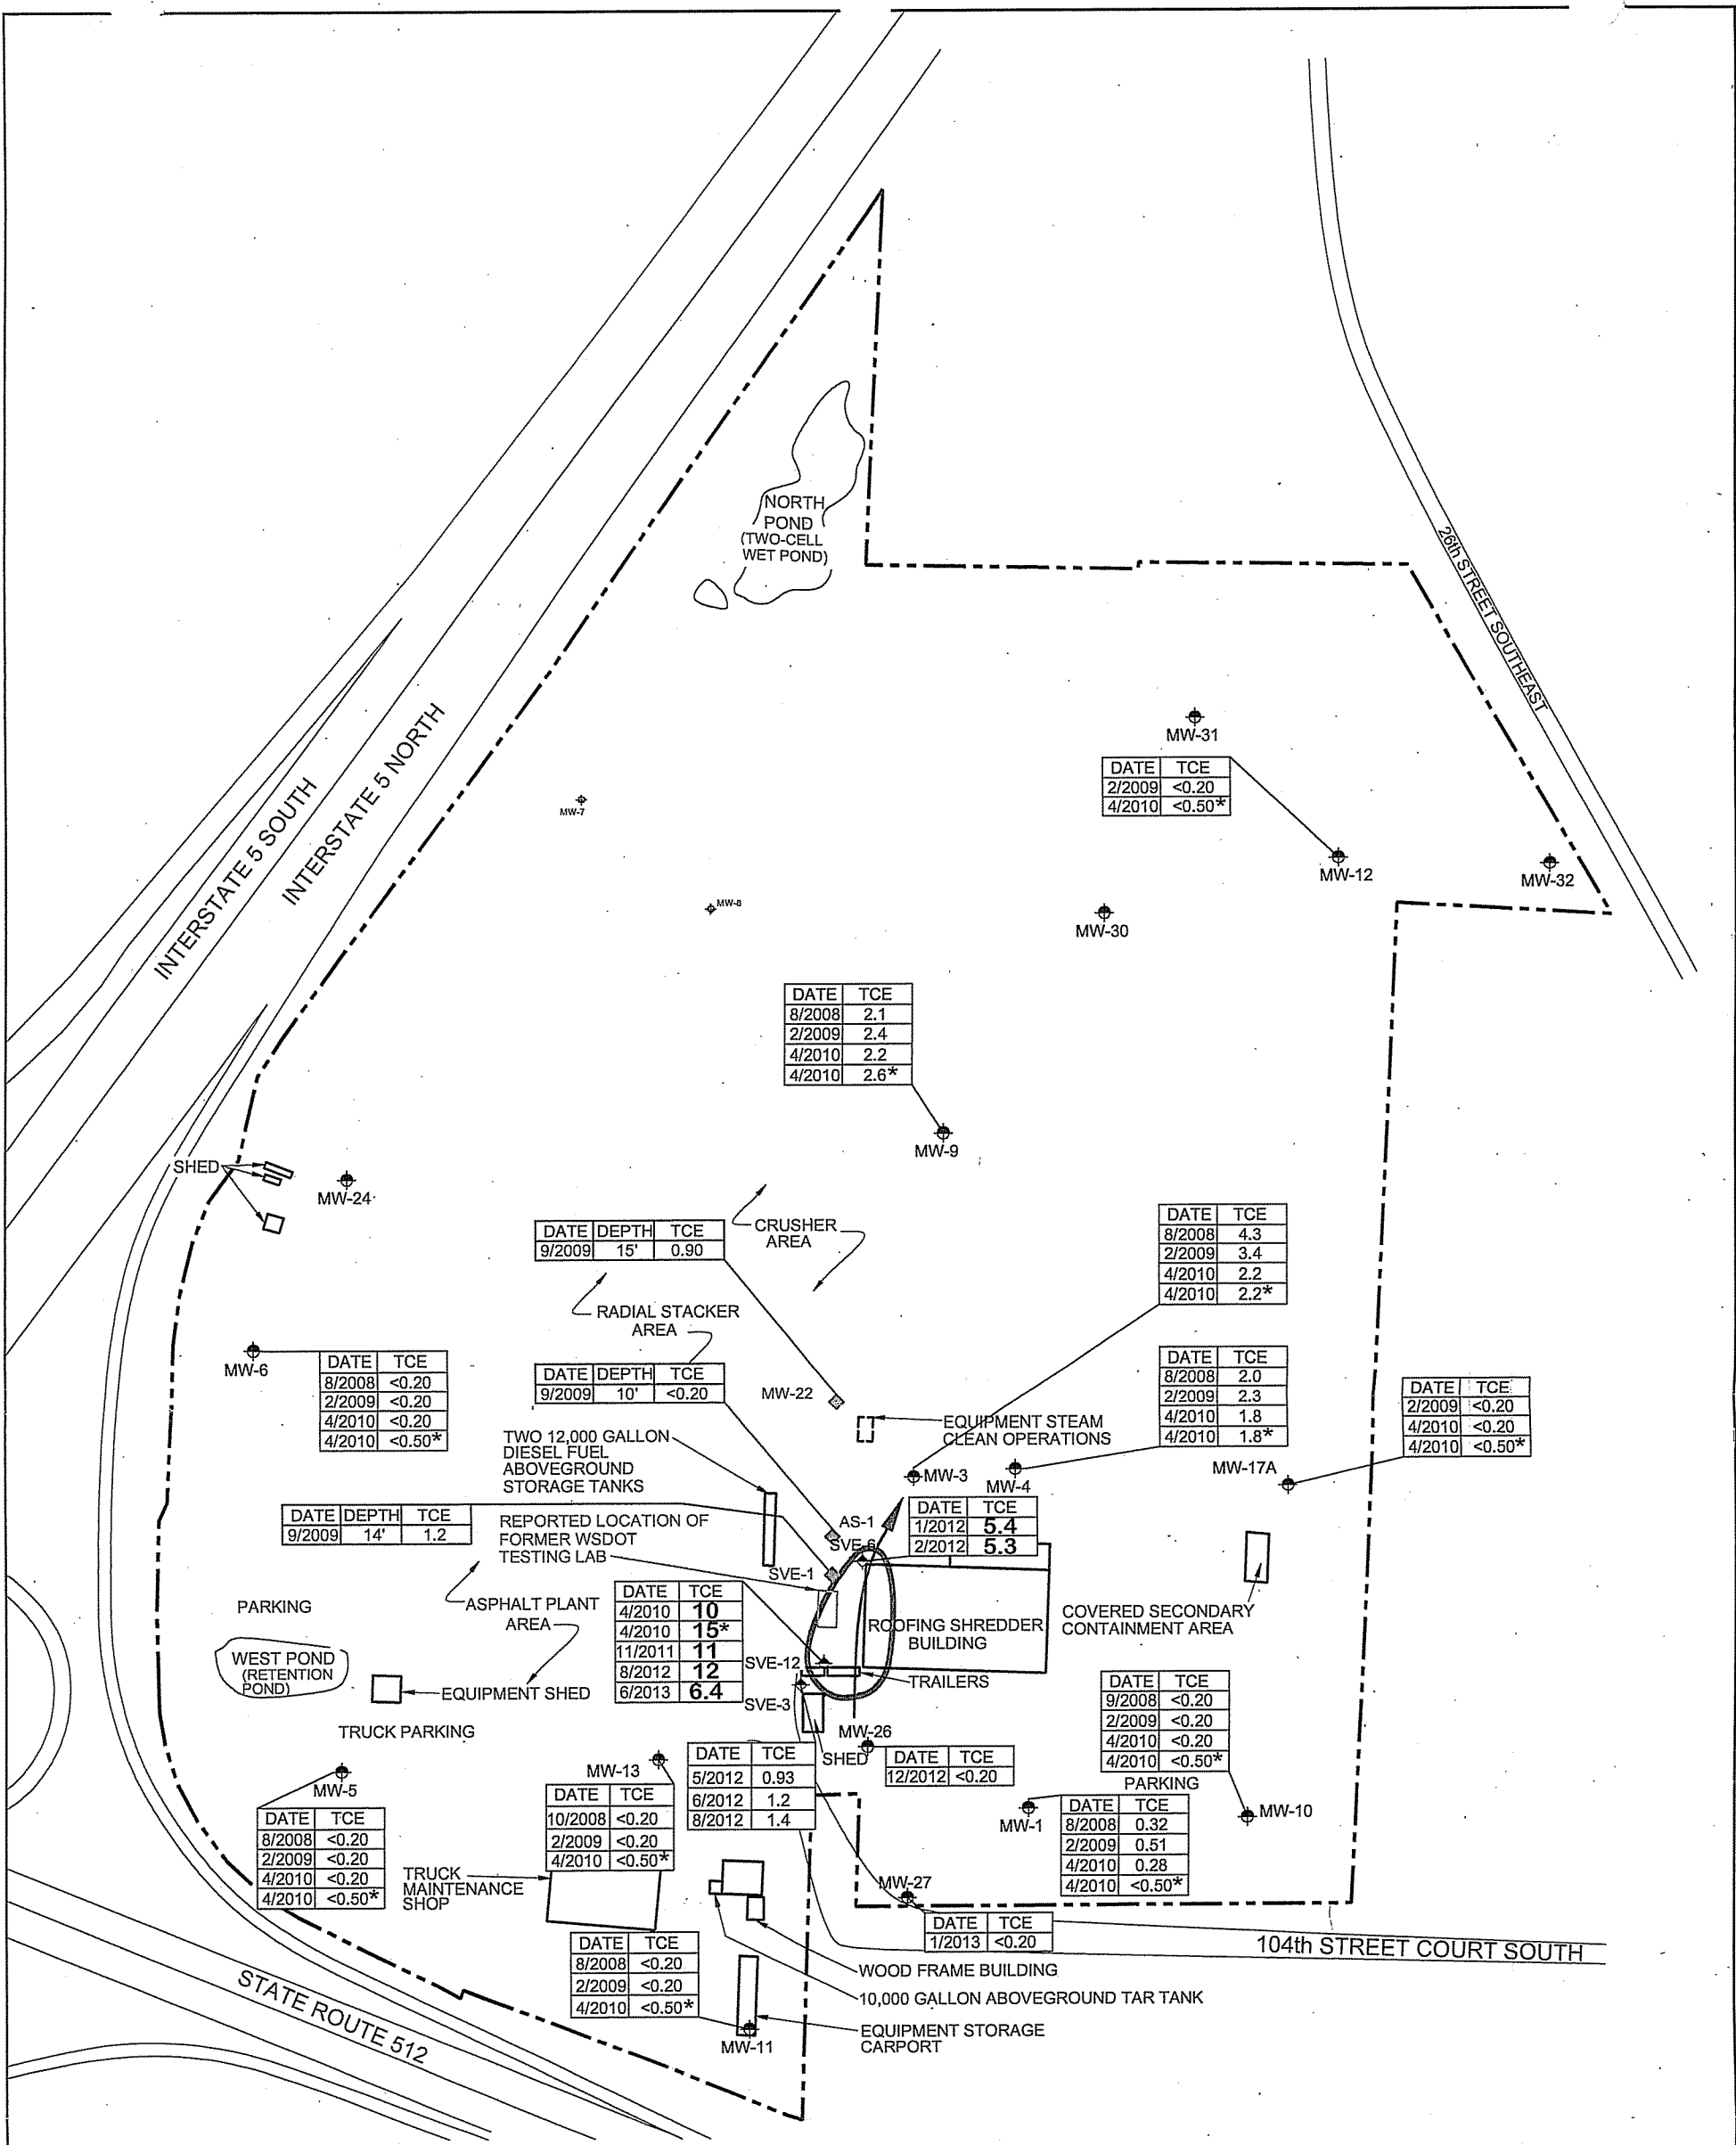 NORTH
POND
(TWO-CELL
WET POND)
26th STREET SOUTHEAST
INTERSTATE 5 SOUTH
INTERSTATE 5 NORTH
MW-31
DATE TCE
2/2009 <0.20
4/2010 <0.50*
MW-7
MW-12
MW-32
MW-8
MW-30
DATE TCE
8/2008 2.1
2/2009 2.4
4/2010 2.2
4/2010 2.6*
MW-9
SHED
MW-24
DATE DEPTH TCE
9/2009 15' 0.90
CRUSHER
AREA
DATE TCE
8/2008 4.3
2/2009 3.4
4/2010 2.2
4/2010 2.2*
RADIAL STACKER
AREA
MW-6
DATE TCE
8/2008 <0.20
2/2009 <0.20
4/2010 <0.20
4/2010 <0.50*
DATE DEPTH TCE
9/2009 10' <0.20
MW-22
DATE TCE
8/2008 2.0
2/2009 2.3
4/2010 1.8
4/2010 1.8*
DATE TCE
2/2009 <0.20
4/2010 <0.20
4/2010 <0.50*
EQUIPMENT STEAM
CLEAN OPERATIONS
TWO 12,000 GALLON
DIESEL FUEL
ABOVEGROUND
STORAGE TANKS
MW-3
MW-4
MW-17A
DATE DEPTH TCE
9/2009 14' 1.2
REPORTED LOCATION OF
FORMER WSDOT
TESTING LAB
AS-1
SVE-6
DATE TCE
1/2012 5.4
2/2012 5.3
SVE-1
PARKING
ASPHALT PLANT
AREA
DATE TCE
4/2010 10
4/2010 15*
11/2011 11
8/2012 12
6/2013 6.4
ROOFING SHREDDER
BUILDING
COVERED SECONDARY
CONTAINMENT AREA
WEST POND
(RETENTION
POND)
EQUIPMENT SHED
SVE-12
TRAILERS
SVE-3
TRUCK PARKING
MW-26
SHED
DATE TCE
12/2012 <0.20
DATE TCE
9/2008 <0.20
2/2009 <0.20
4/2010 <0.20
4/2010 <0.50*
PARKING
MW-5
DATE TCE
8/2008 <0.20
2/2009 <0.20
4/2010 <0.20
4/2010 <0.50*
MW-13
DATE TCE
10/2008 <0.20
2/2009 <0.20
4/2010 <0.50*
DATE TCE
5/2012 0.93
6/2012 1.2
8/2012 1.4
MW-1
DATE TCE
8/2008 0.32
2/2009 0.51
4/2010 0.28
4/2010 <0.50*
MW-10
TRUCK
MAINTENANCE
SHOP
MW-27
DATE TCE
1/2013 <0.20
104th STREET COURT SOUTH
DATE TCE
8/2008 <0.20
2/2009 <0.20
4/2010 <0.50*
WOOD FRAME BUILDING
10,000 GALLON ABOVEGROUND TAR TANK
EQUIPMENT STORAGE
CARPORT
MW-11
STATE ROUTE 512